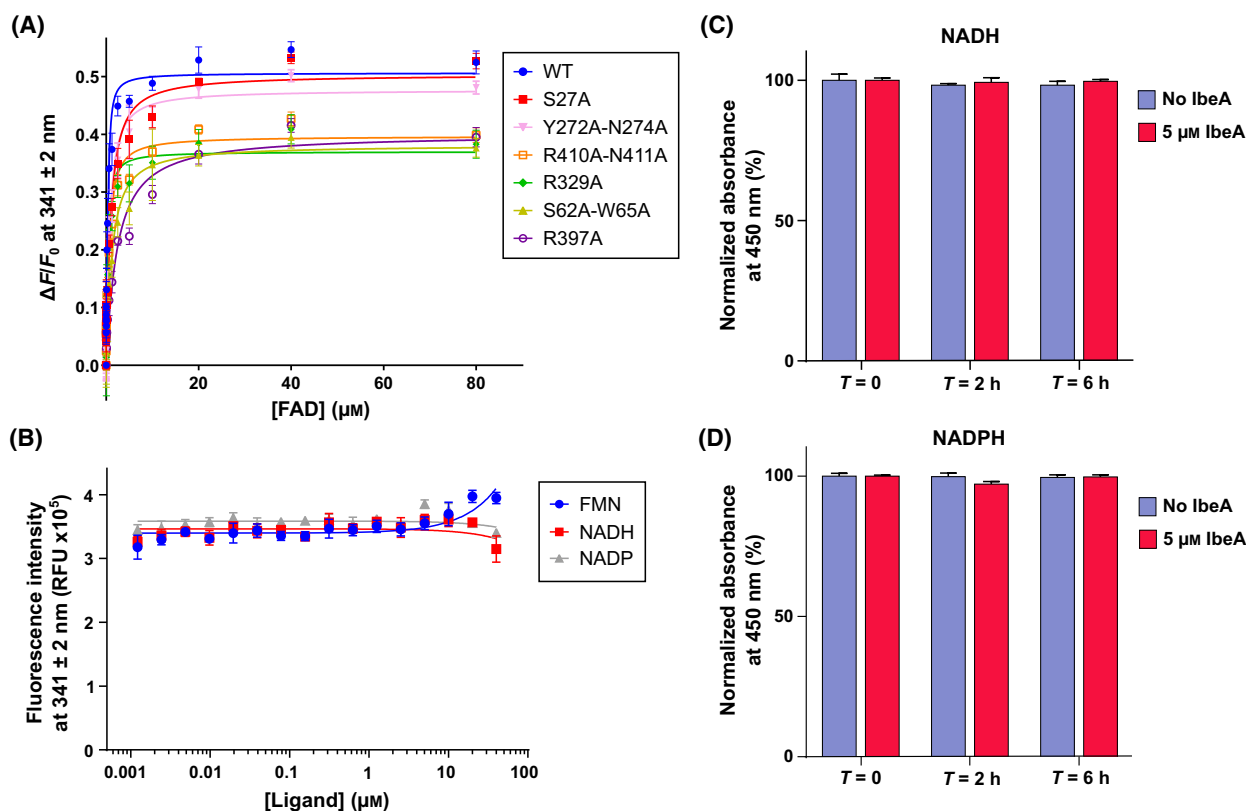 (A)
ΔF/F0 at 341 ± 2 nm
0.5
0.4
0.3
0.2
0.1
0.0
20
40
60
80
[FAD] (μM)
WT
S27A
Y272A-N274A
R410A-N411A
R329A
S62A-W65A
R397A
(B)
Fluorescence intensity
at 341 ± 2 nm (RFU x10⁵)
4
3
2
1
0
0.001
0.01
0.1
1
10
100
[Ligand] (μM)
FMN
NADH
NADP
(C)
NADH
Normalized absorbance
at 450 nm (%)
100
50
0
T = 0
T = 2 h
T = 6 h
No IbeA
5 μM IbeA
(D)
NADPH
Normalized absorbance
at 450 nm (%)
100
50
0
T = 0
T = 2 h
T = 6 h
No IbeA
5 μM IbeA